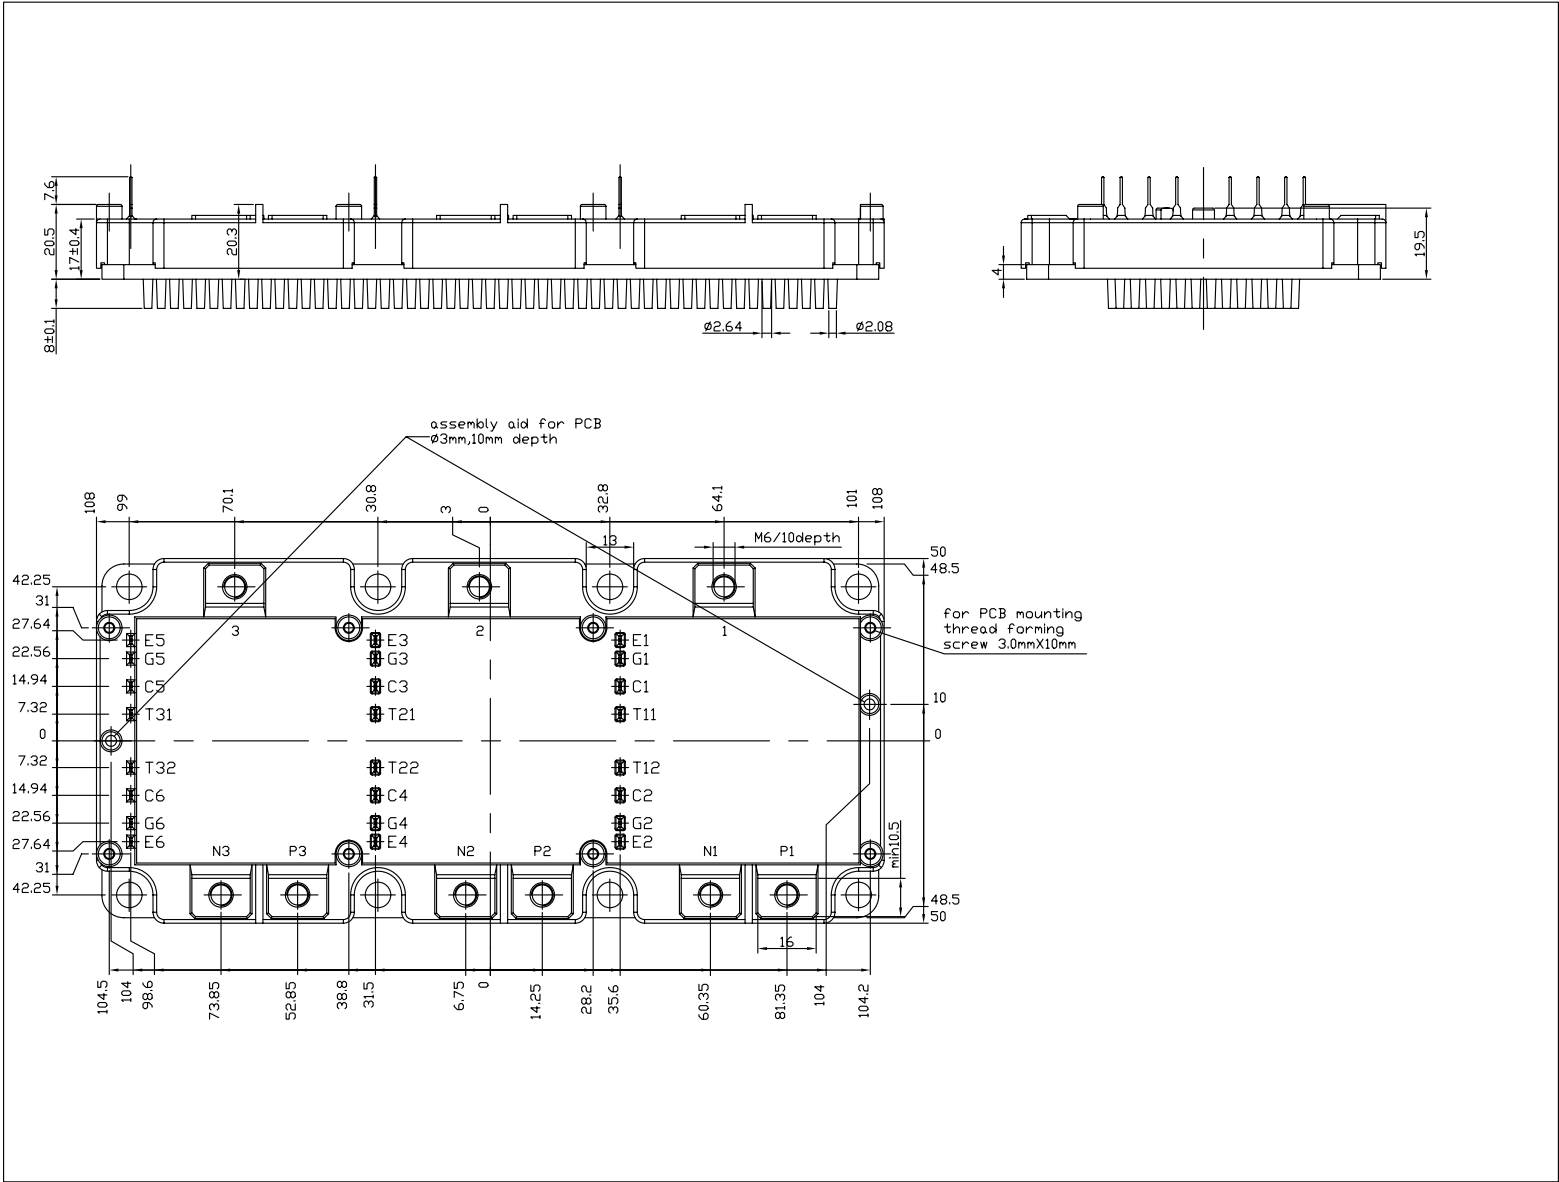 7.6
20.5
17±0.4
20.3
8±0.1
Ø2.64
Ø2.08
4
19.5
assembly aid for PCB
Ø3mm,10mm depth
108
99
70.1
30.8
3
0
32.8
64.1
101
108
13
M6/10depth
50
48.5
42.25
31
27.64
22.56
14.94
7.32
0
7.32
14.94
22.56
27.64
31
42.25
for PCB mounting
thread forming
screw 3.0mmX10mm
3
2
1
E5
E3
E1
G5
G3
G1
C5
C3
C1
T31
T21
T11
10
0
T32
T22
T12
C6
C4
C2
G6
G4
G2
E6
E4
E2
N3
P3
N2
P2
N1
P1
min10.5
48.5
50
16
104.5
104
98.6
73.85
52.85
38.8
31.5
6.75
0
14.25
28.2
35.6
60.35
81.35
104
104.2